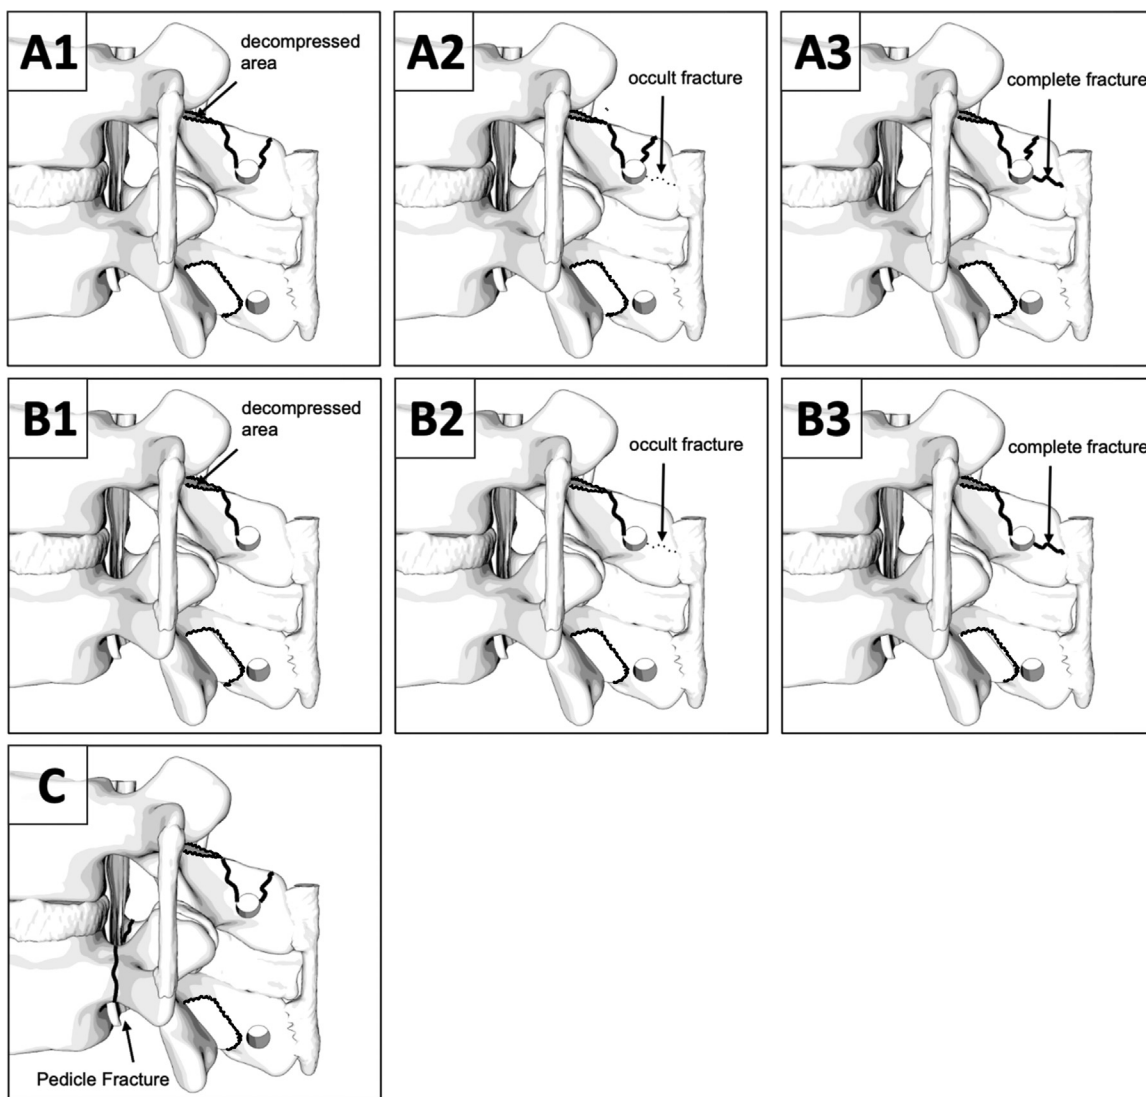 A1
decompressed
area
A2
occult fracture
A3
complete fracture
B1
decompressed
area
B2
occult fracture
B3
complete fracture
C
Pedicle Fracture